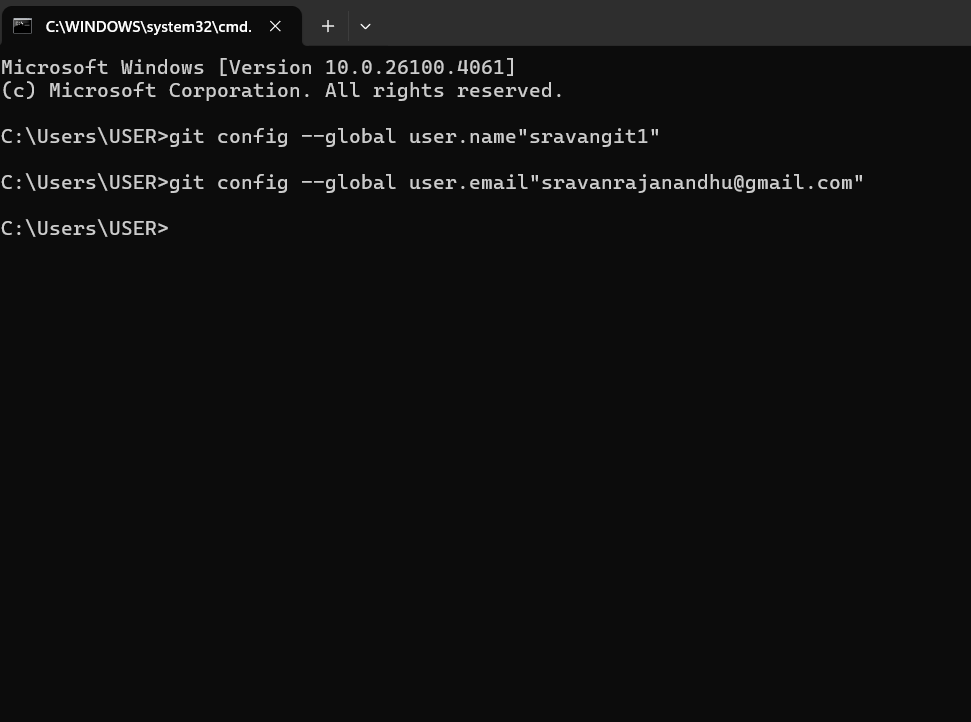 C:\WINDOWS\system32\cmd.
Microsoft Windows [Version 10.0.26100.4061]
(c) Microsoft Corporation. All rights reserved.
C:\Users\USER>git config --global user.name"sravangit1"
C:\Users\USER>git config --global user.email"sravanrajanandhu@gmail.com"
C:\Users\USER>